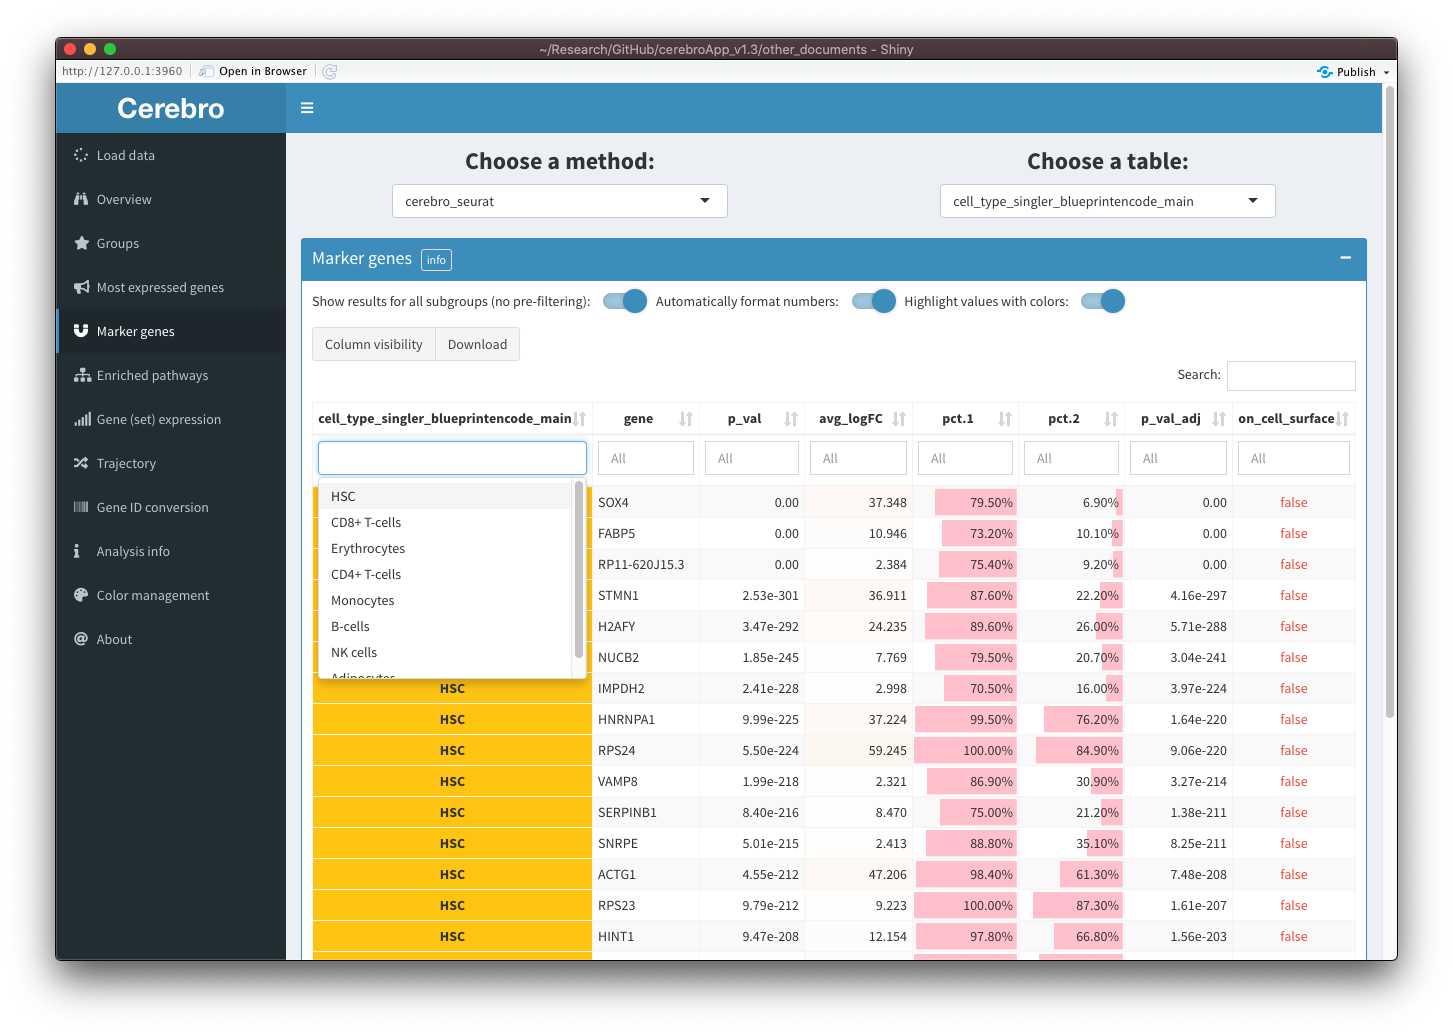 ~/Research/GitHub/cerebroApp_v1.3/other_documents - Shiny
http://127.0.0.1:3960 Open in Browser Publish
Cerebro
Load data
Overview
Groups
Most expressed genes
Marker genes
Enriched pathways
Gene (set) expression
Trajectory
Gene ID conversion
Analysis info
Color management
About
Choose a method: Choose a table:
cerebro_seurat cell_type_singler_blueprintencode_main
Marker genes info
Show results for all subgroups (no pre-filtering): Automatically format numbers: Highlight values with colors:
Column visibility Download
Search:
cell_type_singler_blueprintencode_main gene p_val avg_logFC pct.1 pct.2 p_val_adj on_cell_surface
All All All All All All All
HSC
CD8+ T-cells
Erythrocytes
CD4+ T-cells
Monocytes
B-cells
NK cells
Adipocytes
SOX4 0.00 37.348 79.50% 6.90% 0.00 false
FABP5 0.00 10.946 73.20% 10.10% 0.00 false
RP11-620J15.3 0.00 2.384 75.40% 9.20% 0.00 false
STMN1 2.53e-301 36.911 87.60% 22.20% 4.16e-297 false
H2AFY 3.47e-292 24.235 89.60% 26.00% 5.71e-288 false
NUCB2 1.85e-245 7.769 79.50% 20.70% 3.04e-241 false
HSC IMPDH2 2.41e-228 2.998 70.50% 16.00% 3.97e-224 false
HSC HNRNPA1 9.99e-225 37.224 99.50% 76.20% 1.64e-220 false
HSC RPS24 5.50e-224 59.245 100.00% 84.90% 9.06e-220 false
HSC VAMP8 1.99e-218 2.321 86.90% 30.90% 3.27e-214 false
HSC SERPINB1 8.40e-216 8.470 75.00% 21.20% 1.38e-211 false
HSC SNRPE 5.01e-215 2.413 88.80% 35.10% 8.25e-211 false
HSC ACTG1 4.55e-212 47.206 98.40% 61.30% 7.48e-208 false
HSC RPS23 9.79e-212 9.223 100.00% 87.30% 1.61e-207 false
HSC HINT1 9.47e-208 12.154 97.80% 66.80% 1.56e-203 false